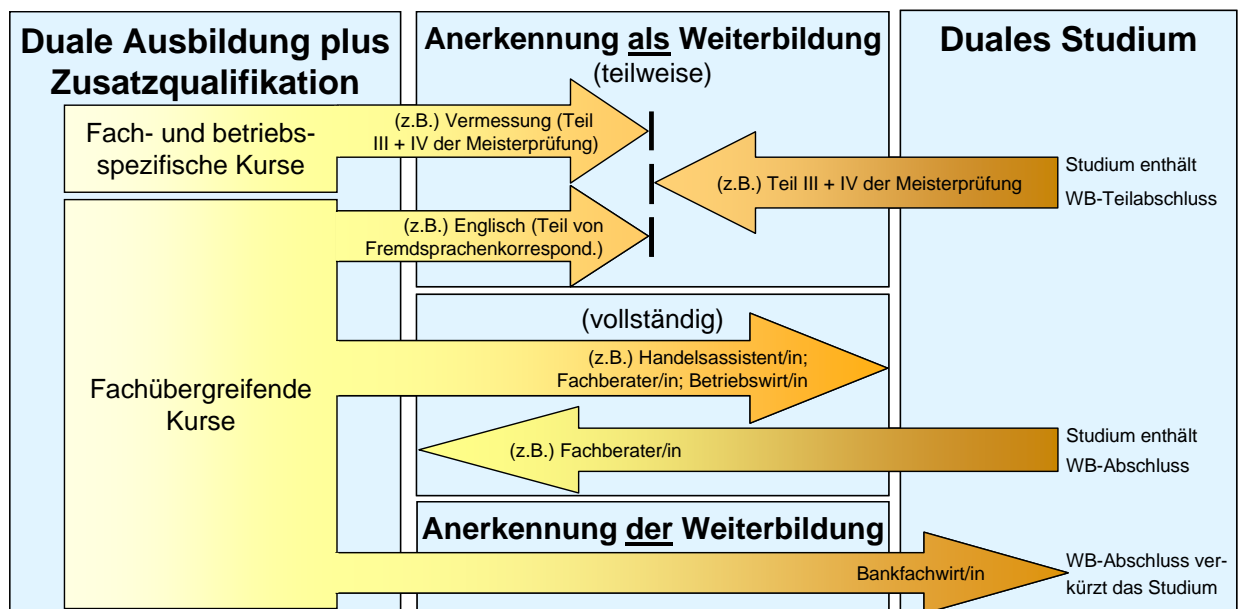 Duale Ausbildung plus
Zusatzqualifikation
Fach- und betriebs-
spezifische Kurse
Fachübergreifende
Kurse
Anerkennung als Weiterbildung
(teilweise)
(z.B.) Vermessung (Teil
III + IV der Meisterprüfung)
(z.B.) Teil III + IV der Meisterprüfung
(z.B.) Englisch (Teil von
Fremdsprachenkorrespond.)
(vollständig)
(z.B.) Handelsassistent/in;
Fachberater/in; Betriebswirt/in
(z.B.) Fachberater/in
Anerkennung der Weiterbildung
Bankfachwirt/in
Duales Studium
Studium enthält
WB-Teilabschluss
Studium enthält
WB-Abschluss
WB-Abschluss ver-
kürzt das Studium